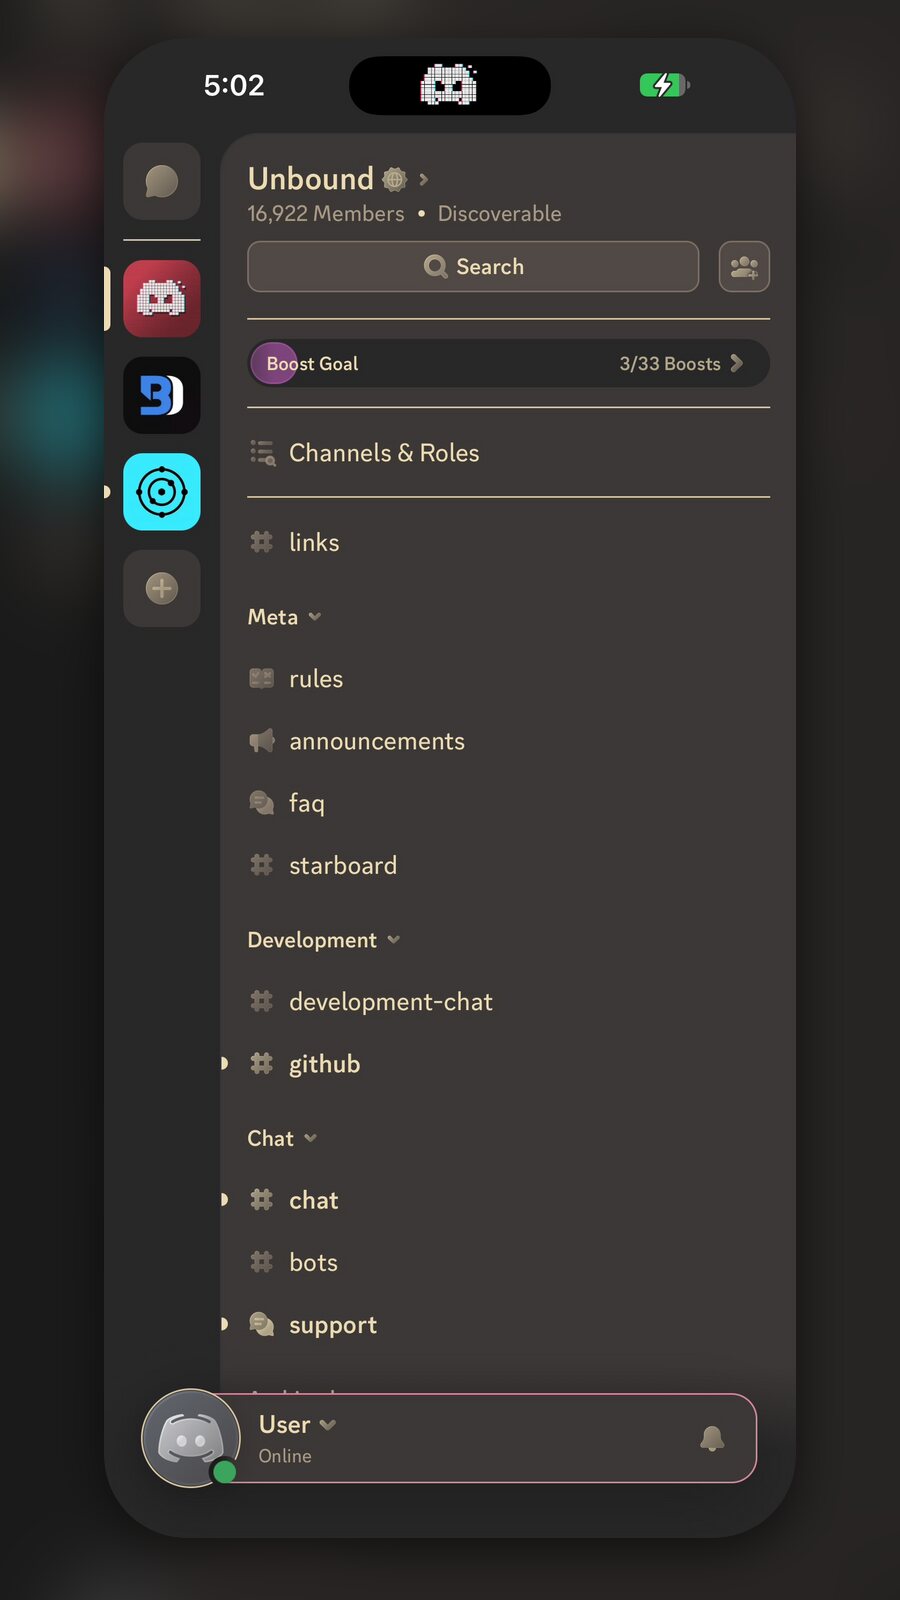 5:02
Unbound
16,922 Members • Discoverable
Search
Boost Goal 3/33 Boosts
Channels & Roles
links
Meta
rules
announcements
faq
starboard
Development
development-chat
github
Chat
chat
bots
support
User
Online